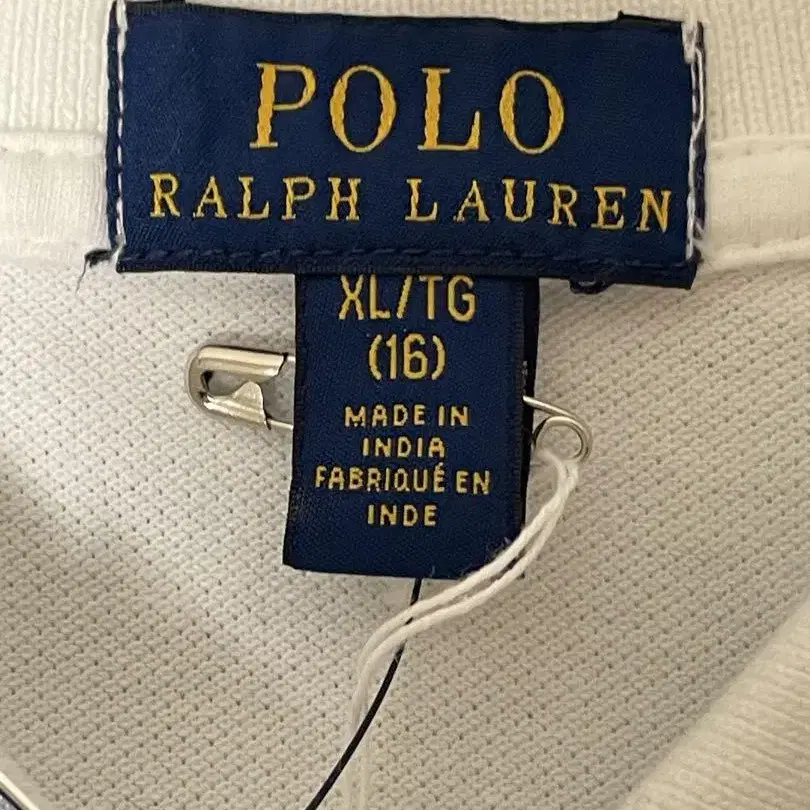 POLO
RALPH LAUREN
XL/TG
(16)
MADE IN
INDIA
FABRIQUÉ EN
INDE